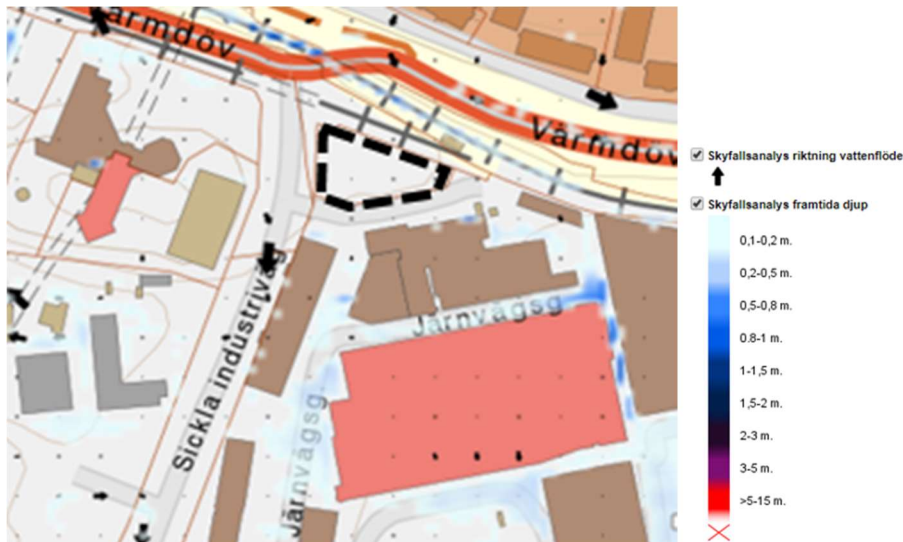 ärmdöv
Värmdöv
Sickla industriväg
Järnvägsg
Järnvägsg
Skyfallsanalys riktning vattenflöde
Skyfallsanalys framtida djup
0,1-0,2 m.
0,2-0,5 m.
0,5-0,8 m.
0.8-1 m.
1-1,5 m.
1,5-2 m.
2-3 m.
3-5 m.
>5-15 m.